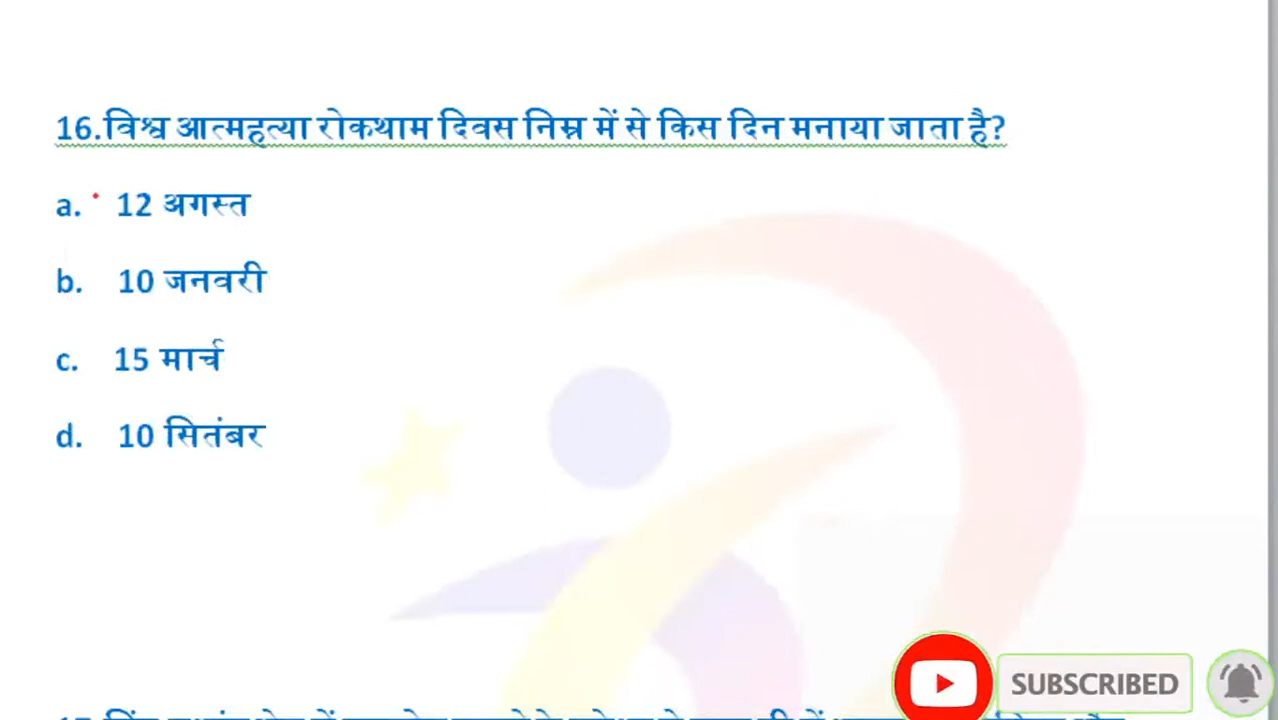 16.विश्व आत्महत्या रोकथाम दिवस निम्न में से किस दिन मनाया जाता है?
a. 12 अगस्त
b. 10 जनवरी
c. 15 मार्च
d. 10 सितंबर
SUBSCRIBED